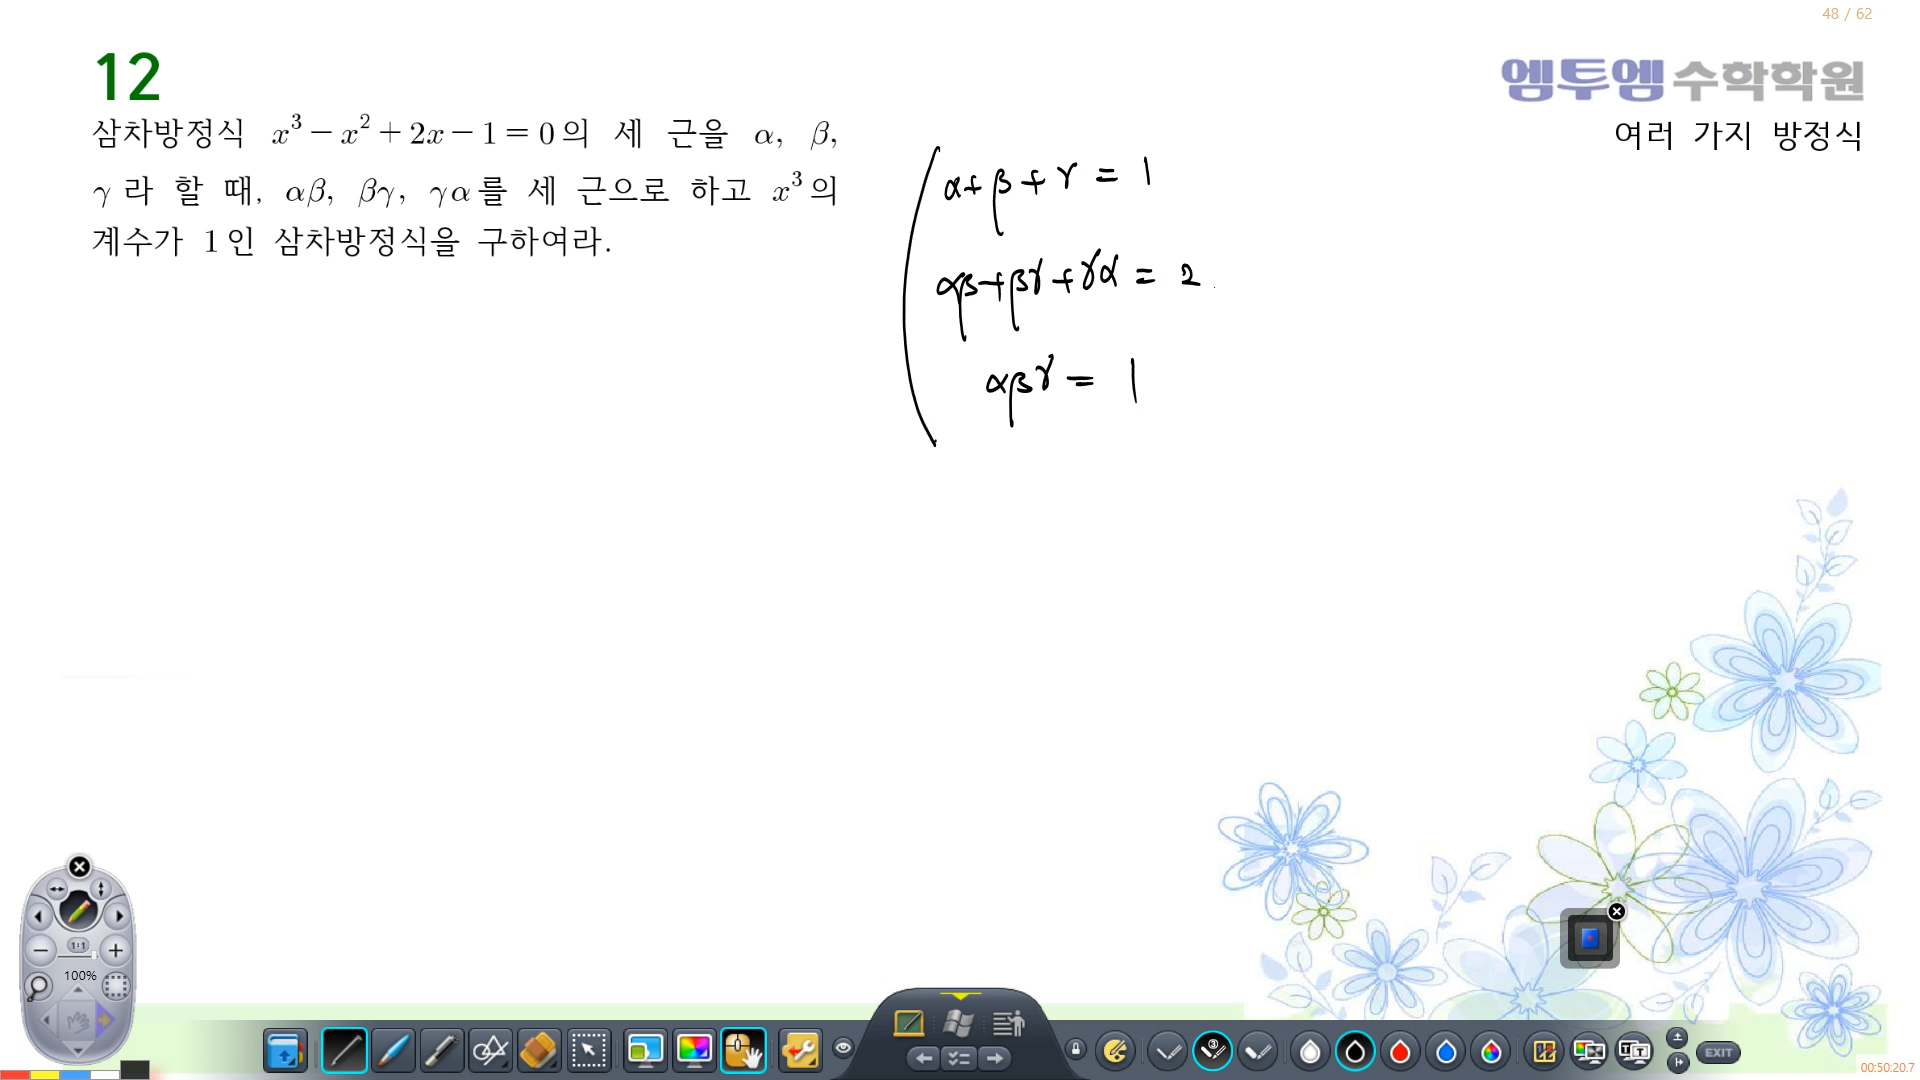 48 / 62
12
엠투엠수학학원
여러 가지 방정식
삼차방정식 x³ − x² + 2x − 1 = 0의 세 근을 α, β,
γ라 할 때, αβ, βγ, γα를 세 근으로 하고 x³의
계수가 1인 삼차방정식을 구하여라.
α+β+γ = 1
αβ+βγ+γα = 2
αβγ = 1
1:1
100%
EXIT
00:50:20.7